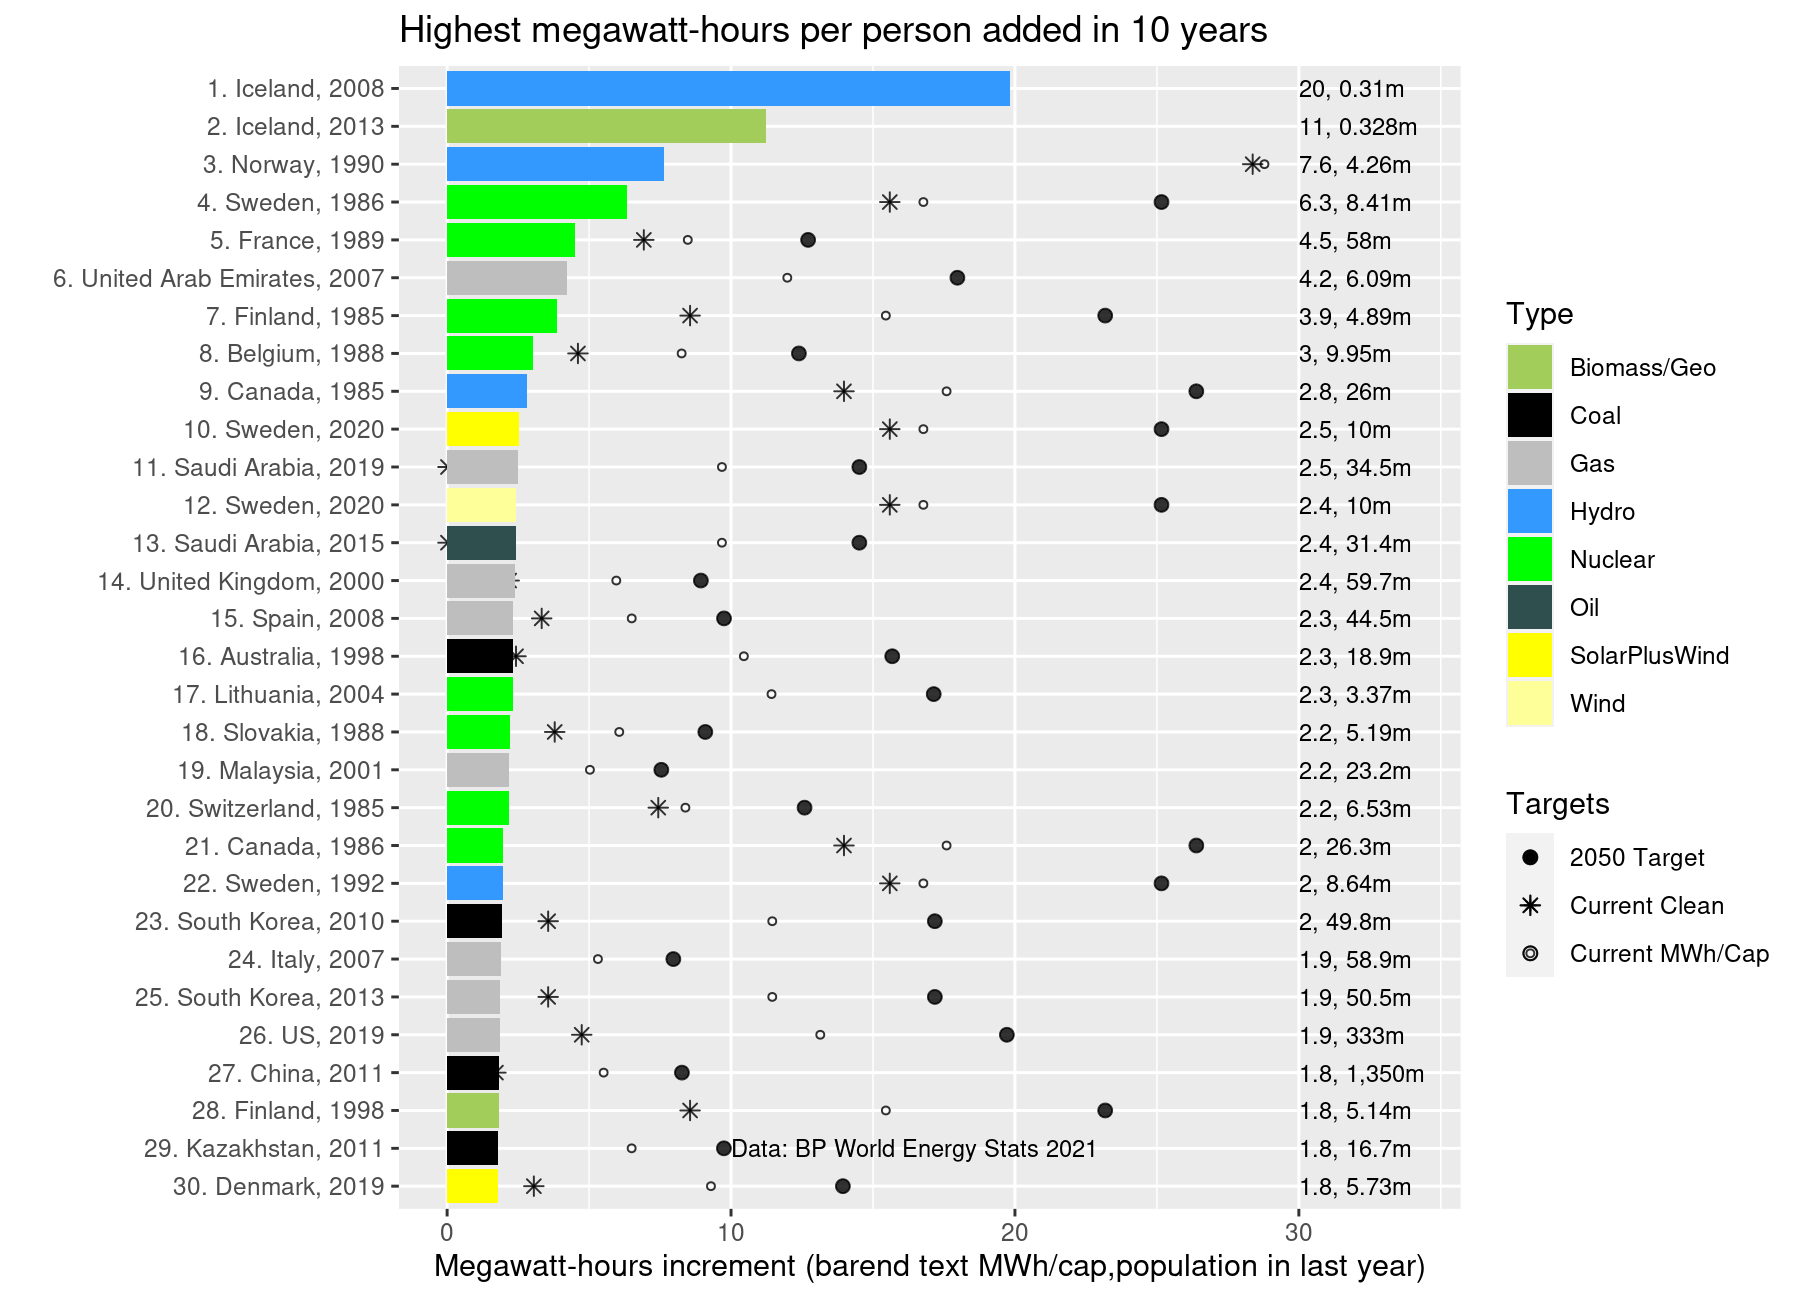 Highest megawatt-hours per person added in 10 years
1. Iceland, 2008 20, 0.31m
2. Iceland, 2013 11, 0.328m
3. Norway, 1990 7.6, 4.26m
4. Sweden, 1986 6.3, 8.41m
5. France, 1989 4.5, 58m
6. United Arab Emirates, 2007 4.2, 6.09m
7. Finland, 1985 3.9, 4.89m
8. Belgium, 1988 3, 9.95m
9. Canada, 1985 2.8, 26m
10. Sweden, 2020 2.5, 10m
11. Saudi Arabia, 2019 2.5, 34.5m
12. Sweden, 2020 2.4, 10m
13. Saudi Arabia, 2015 2.4, 31.4m
14. United Kingdom, 2000 2.4, 59.7m
15. Spain, 2008 2.3, 44.5m
16. Australia, 1998 2.3, 18.9m
17. Lithuania, 2004 2.3, 3.37m
18. Slovakia, 1988 2.2, 5.19m
19. Malaysia, 2001 2.2, 23.2m
20. Switzerland, 1985 2.2, 6.53m
21. Canada, 1986 2, 26.3m
22. Sweden, 1992 2, 8.64m
23. South Korea, 2010 2, 49.8m
24. Italy, 2007 1.9, 58.9m
25. South Korea, 2013 1.9, 50.5m
26. US, 2019 1.9, 333m
27. China, 2011 1.8, 1,350m
28. Finland, 1998 1.8, 5.14m
29. Kazakhstan, 2011 Data: BP World Energy Stats 2021 1.8, 16.7m
30. Denmark, 2019 1.8, 5.73m
0 10 20 30
Megawatt-hours increment (barend text MWh/cap,population in last year)
Type
Biomass/Geo
Coal
Gas
Hydro
Nuclear
Oil
SolarPlusWind
Wind
Targets
2050 Target
Current Clean
Current MWh/Cap